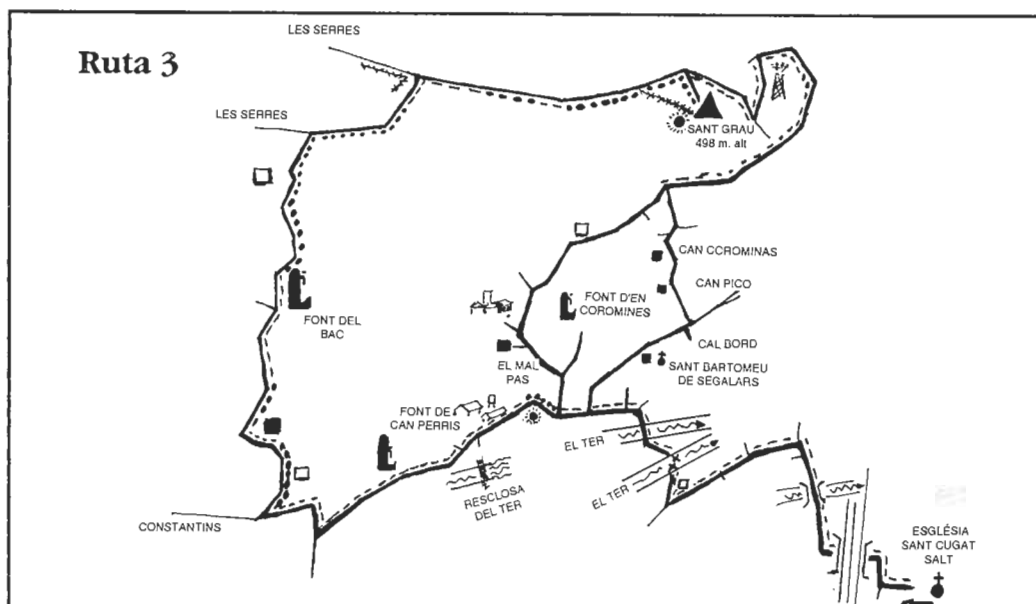 LES SERRES
Ruta 3
LES SERRES
SANT GRAU
498 m. alt
CAN COROMINAS
CAN PICO
FONT D'EN
COROMINES
FONT DEL
BAC
CAL BORD
EL MAL
PAS
SANT BARTOMEU
DE SEGALARS
FONT DE
CAN PERRIS
EL TER
EL TER
RESCLOSA
DEL TER
CONSTANTINS
ESGLÉSIA
SANT CUGAT
SALT